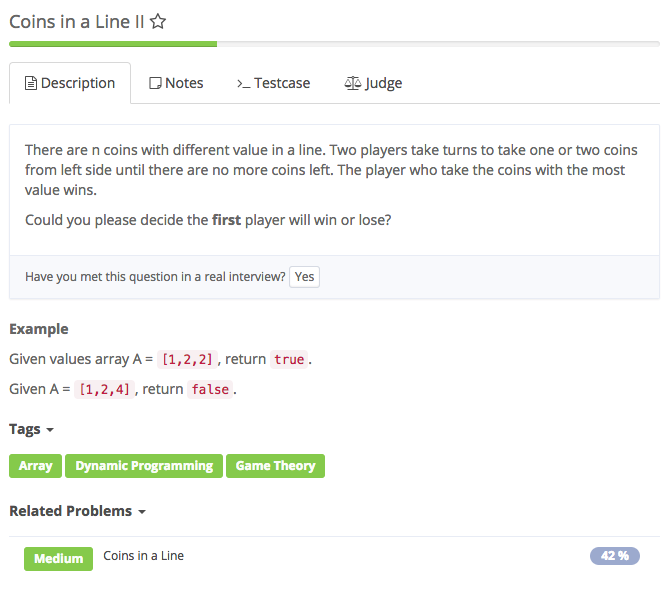 Coins in a Line II
Description Notes >_ Testcase Judge
There are n coins with different value in a line. Two players take turns to take one or two coins
from left side until there are no more coins left. The player who take the coins with the most
value wins.
Could you please decide the first player will win or lose?
Have you met this question in a real interview? Yes
Example
Given values array A = [1,2,2] , return true .
Given A = [1,2,4] , return false .
Tags
Array Dynamic Programming Game Theory
Related Problems
Medium Coins in a Line 42 %